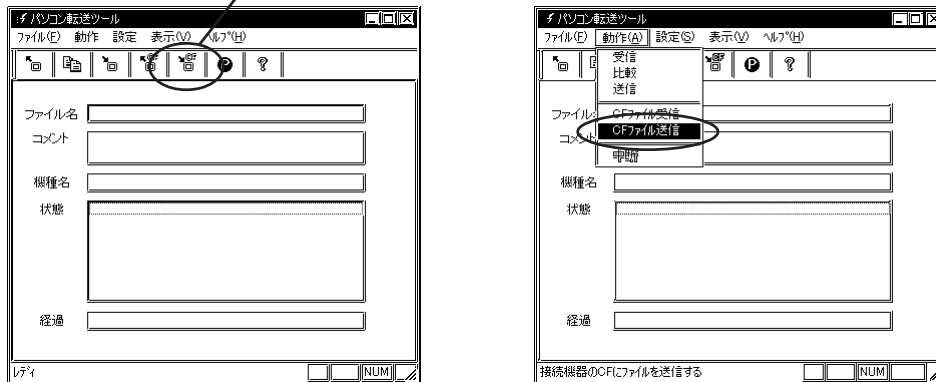 パソコン転送ツール
ファイル(F) 動作 設定 表示(V) ヘルプ(H)
CF CF P ?
ファイル名
コメント
機種名
状態
経過
レディ NUM
パソコン転送ツール
ファイル(F) 動作(A) 設定(S) 表示(V) ヘルプ(H)
受信
比較
送信
CFファイル受信
CFファイル送信
中断
CF P ?
ファイル
コメント
機種名
状態
経過
接続機器のCFにファイルを送信する NUM